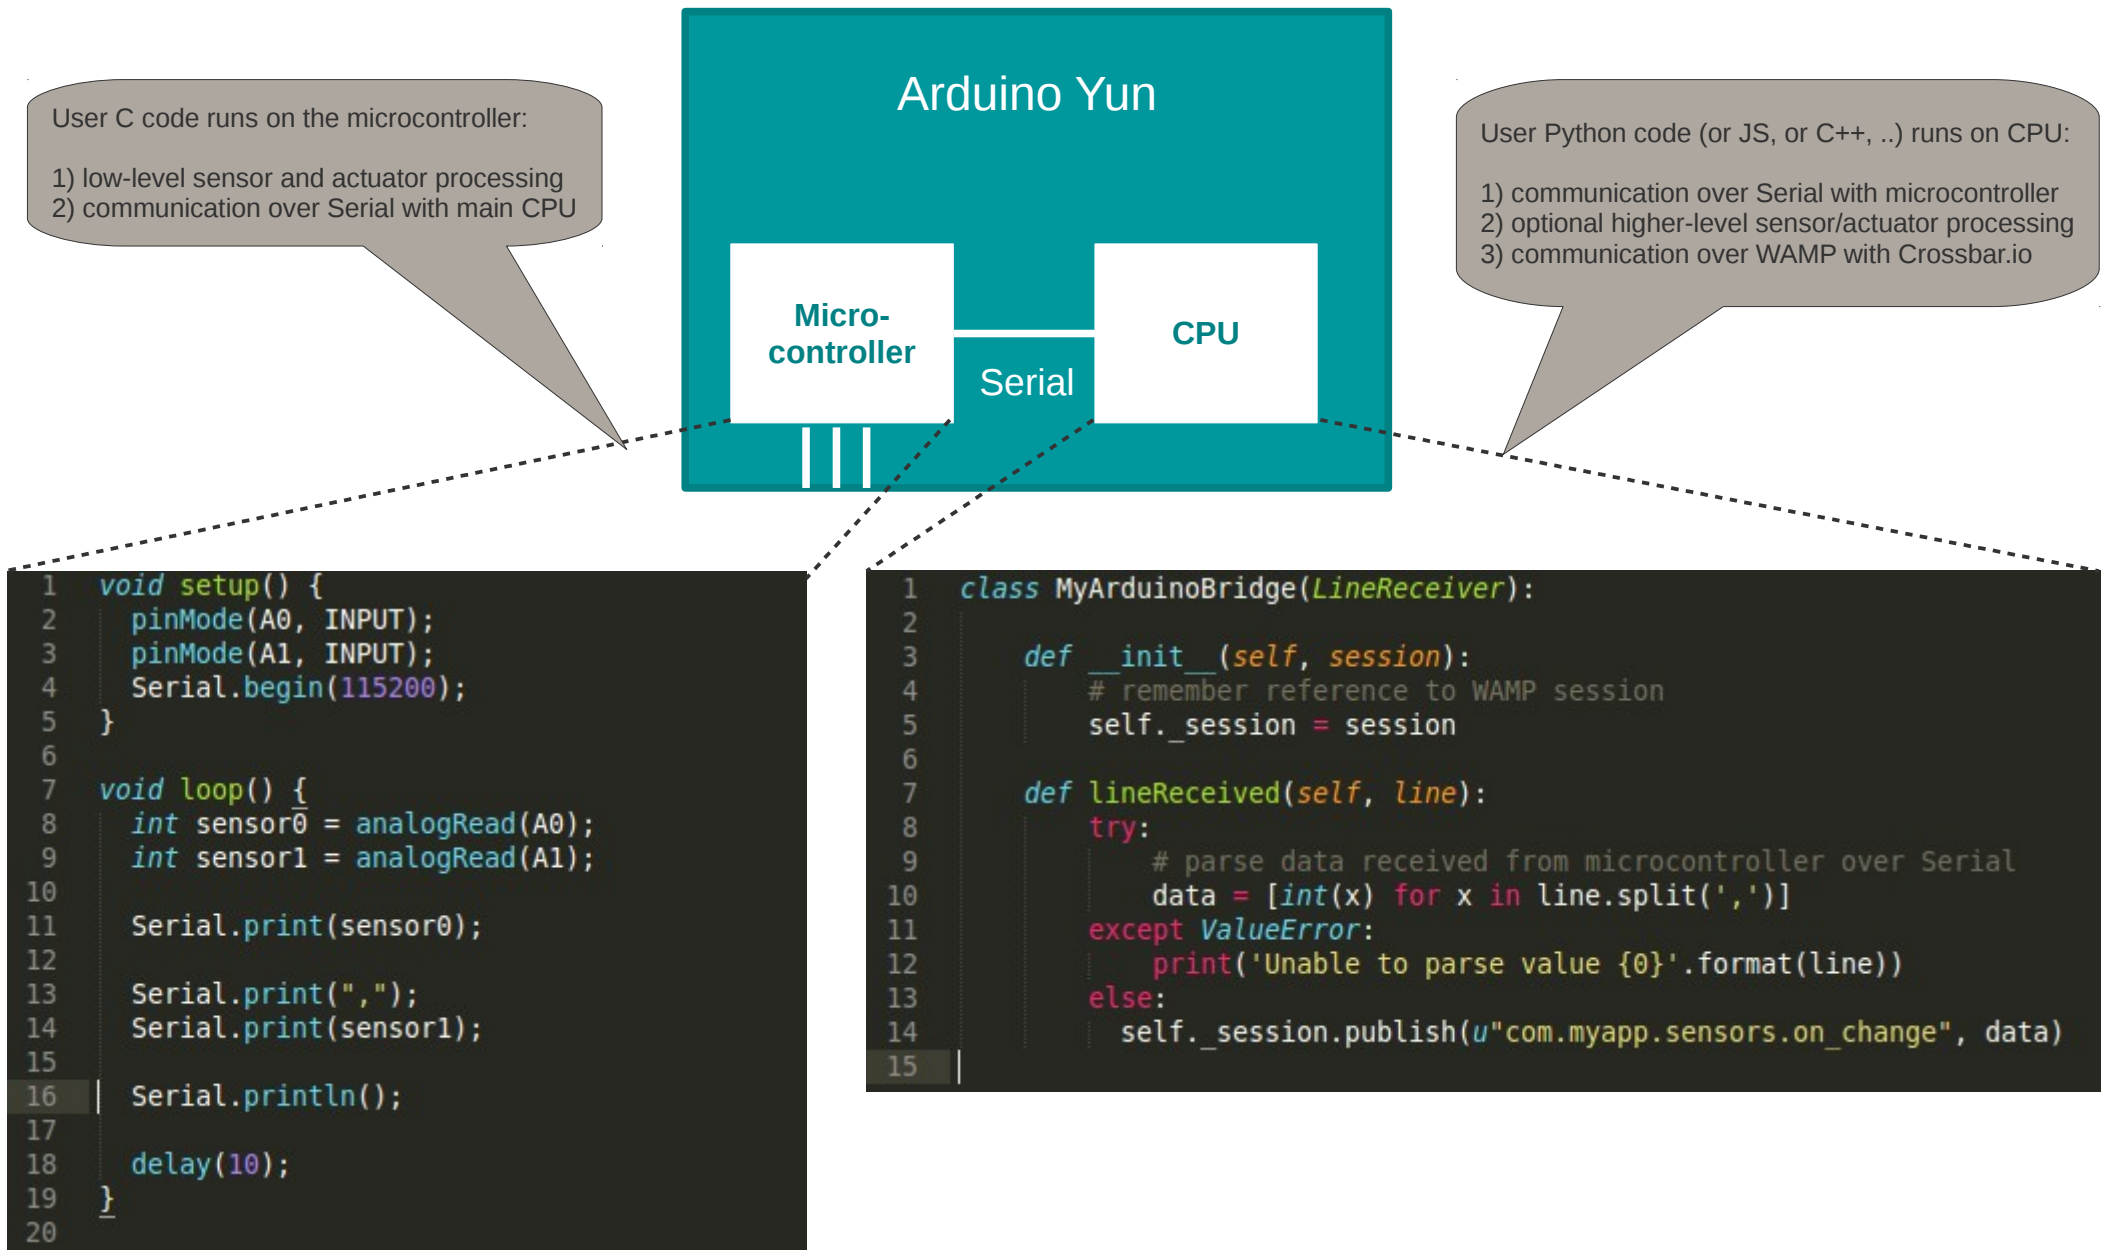 Arduino Yun
User C code runs on the microcontroller:
1) low-level sensor and actuator processing
2) communication over Serial with main CPU
User Python code (or JS, or C++, ..) runs on CPU:
1) communication over Serial with microcontroller
2) optional higher-level sensor/actuator processing
3) communication over WAMP with Crossbar.io
Micro-
controller
Serial
CPU
1 void setup() {
2   pinMode(A0, INPUT);
3   pinMode(A1, INPUT);
4   Serial.begin(115200);
5 }
6
7 void loop() {
8   int sensor0 = analogRead(A0);
9   int sensor1 = analogRead(A1);
10
11   Serial.print(sensor0);
12
13   Serial.print(",");
14   Serial.print(sensor1);
15
16   Serial.println();
17
18   delay(10);
19 }
20
1 class MyArduinoBridge(LineReceiver):
2
3     def __init__(self, session):
4         # remember reference to WAMP session
5         self._session = session
6
7     def lineReceived(self, line):
8         try:
9             # parse data received from microcontroller over Serial
10             data = [int(x) for x in line.split(',')]
11         except ValueError:
12             print('Unable to parse value {0}'.format(line))
13         else:
14           self._session.publish(u"com.myapp.sensors.on_change", data)
15